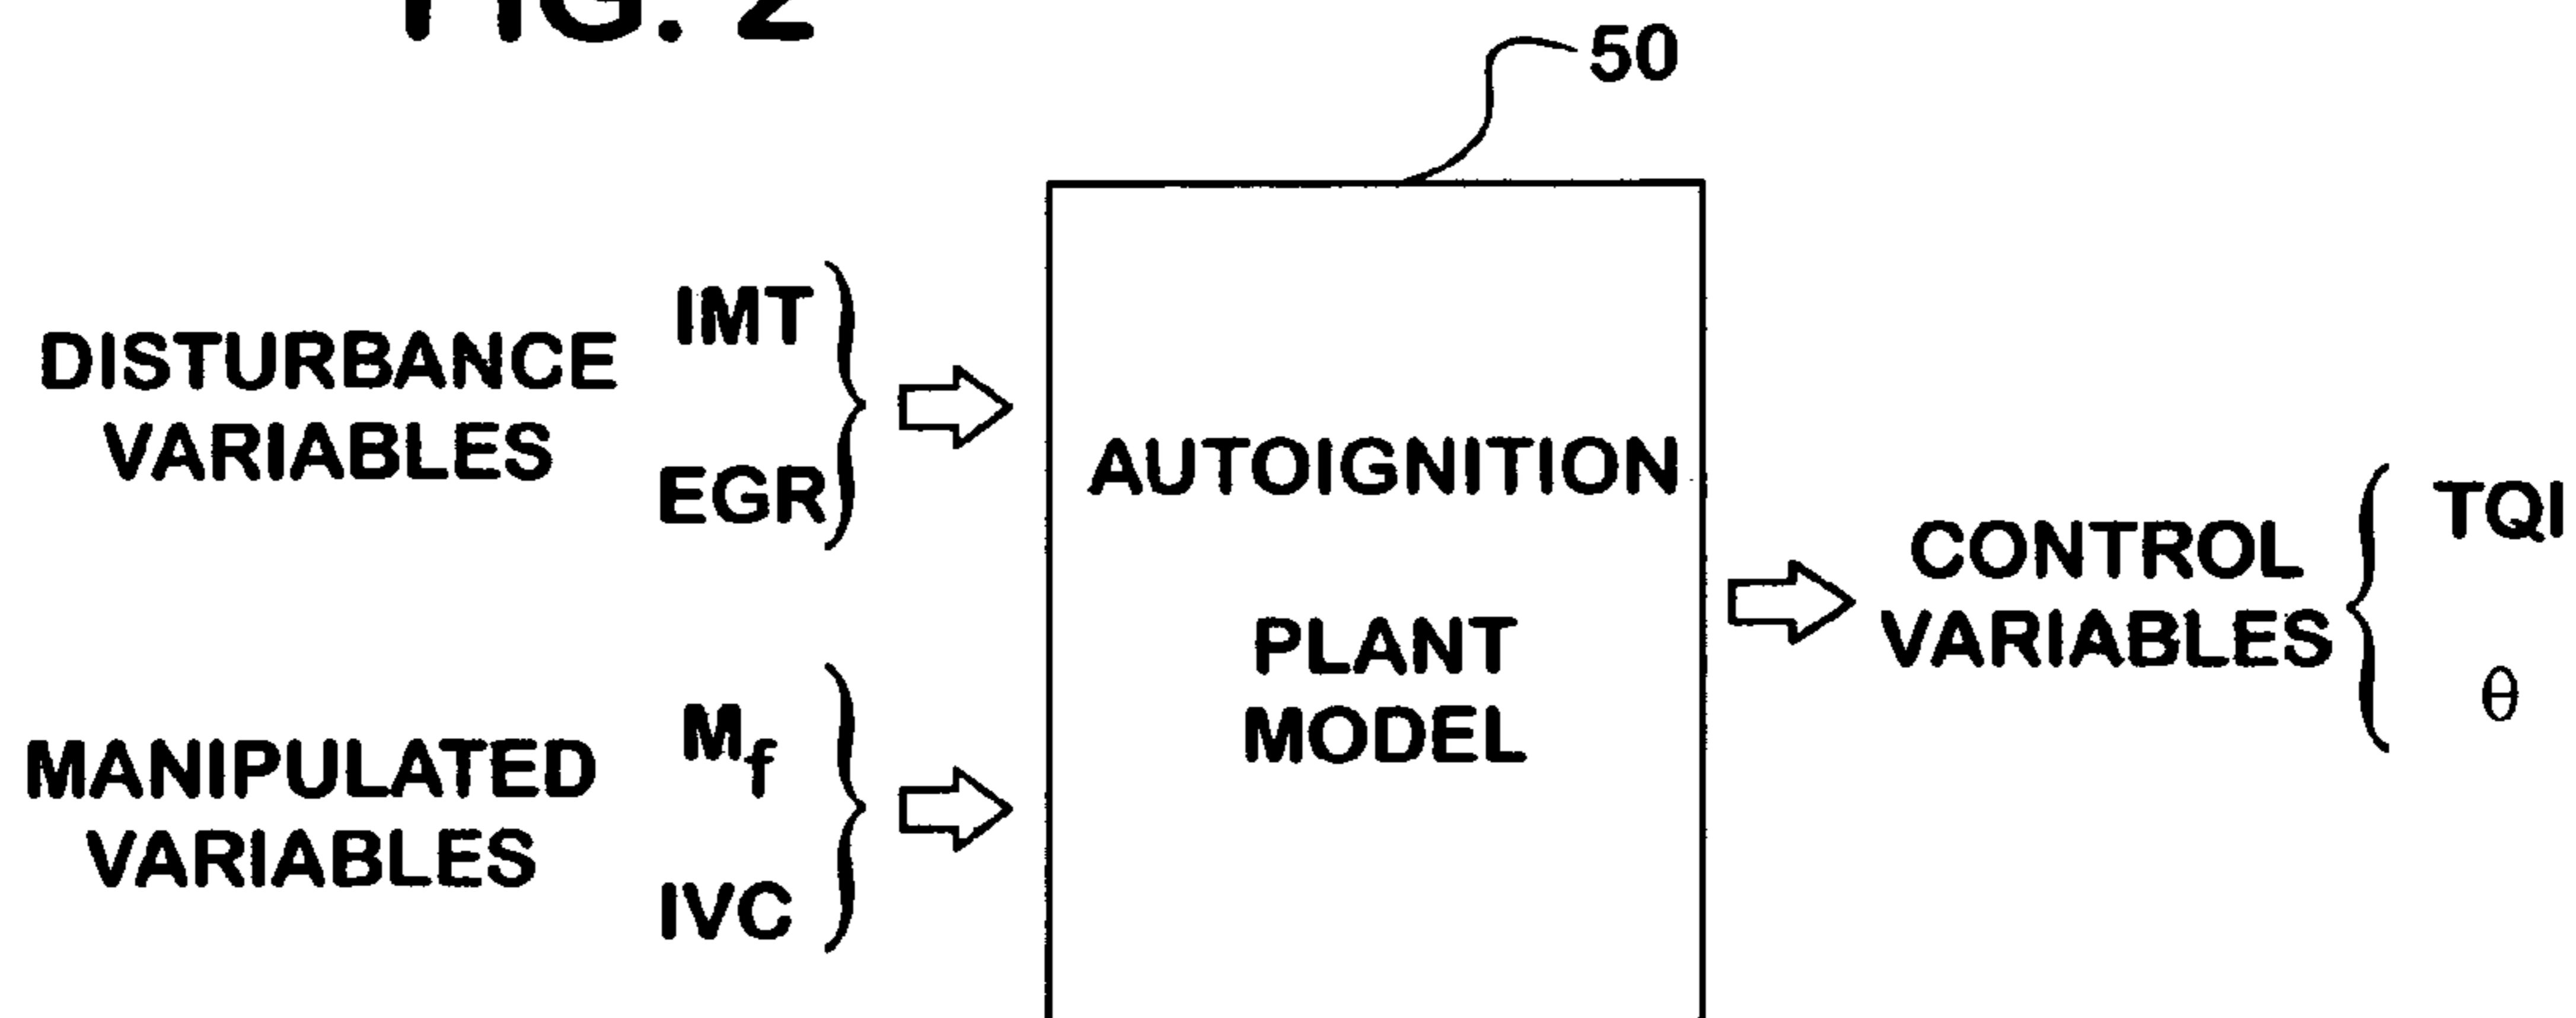 FIG. 2
50
DISTURBANCE
VARIABLES
IMT
EGR
MANIPULATED
VARIABLES
Mf
IVC
AUTOIGNITION
PLANT
MODEL
CONTROL
VARIABLES
TQI
θ